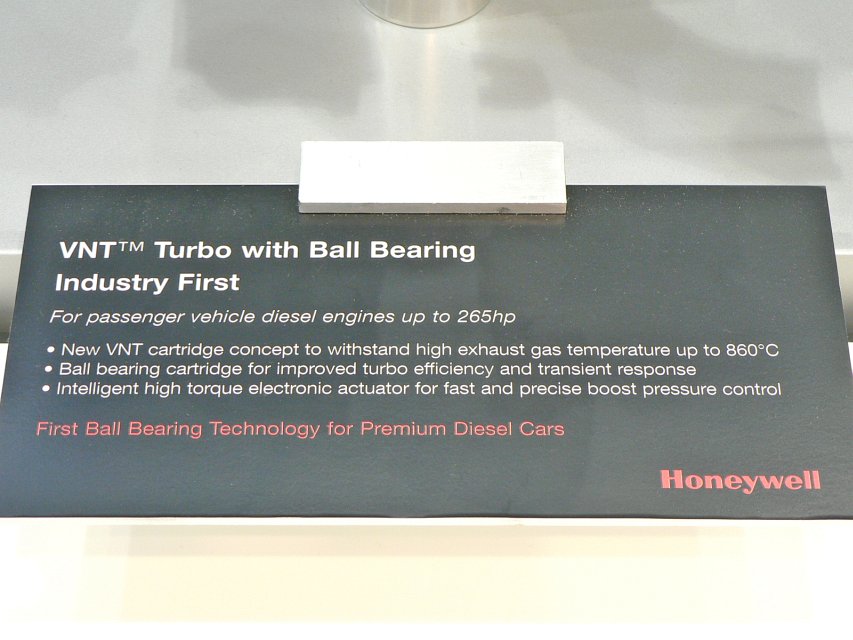 VNT™ Turbo with Ball Bearing
Industry First
For passenger vehicle diesel engines up to 265hp
• New VNT cartridge concept to withstand high exhaust gas temperature up to 860°C
• Ball bearing cartridge for improved turbo efficiency and transient response
• Intelligent high torque electronic actuator for fast and precise boost pressure control
First Ball Bearing Technology for Premium Diesel Cars
Honeywell